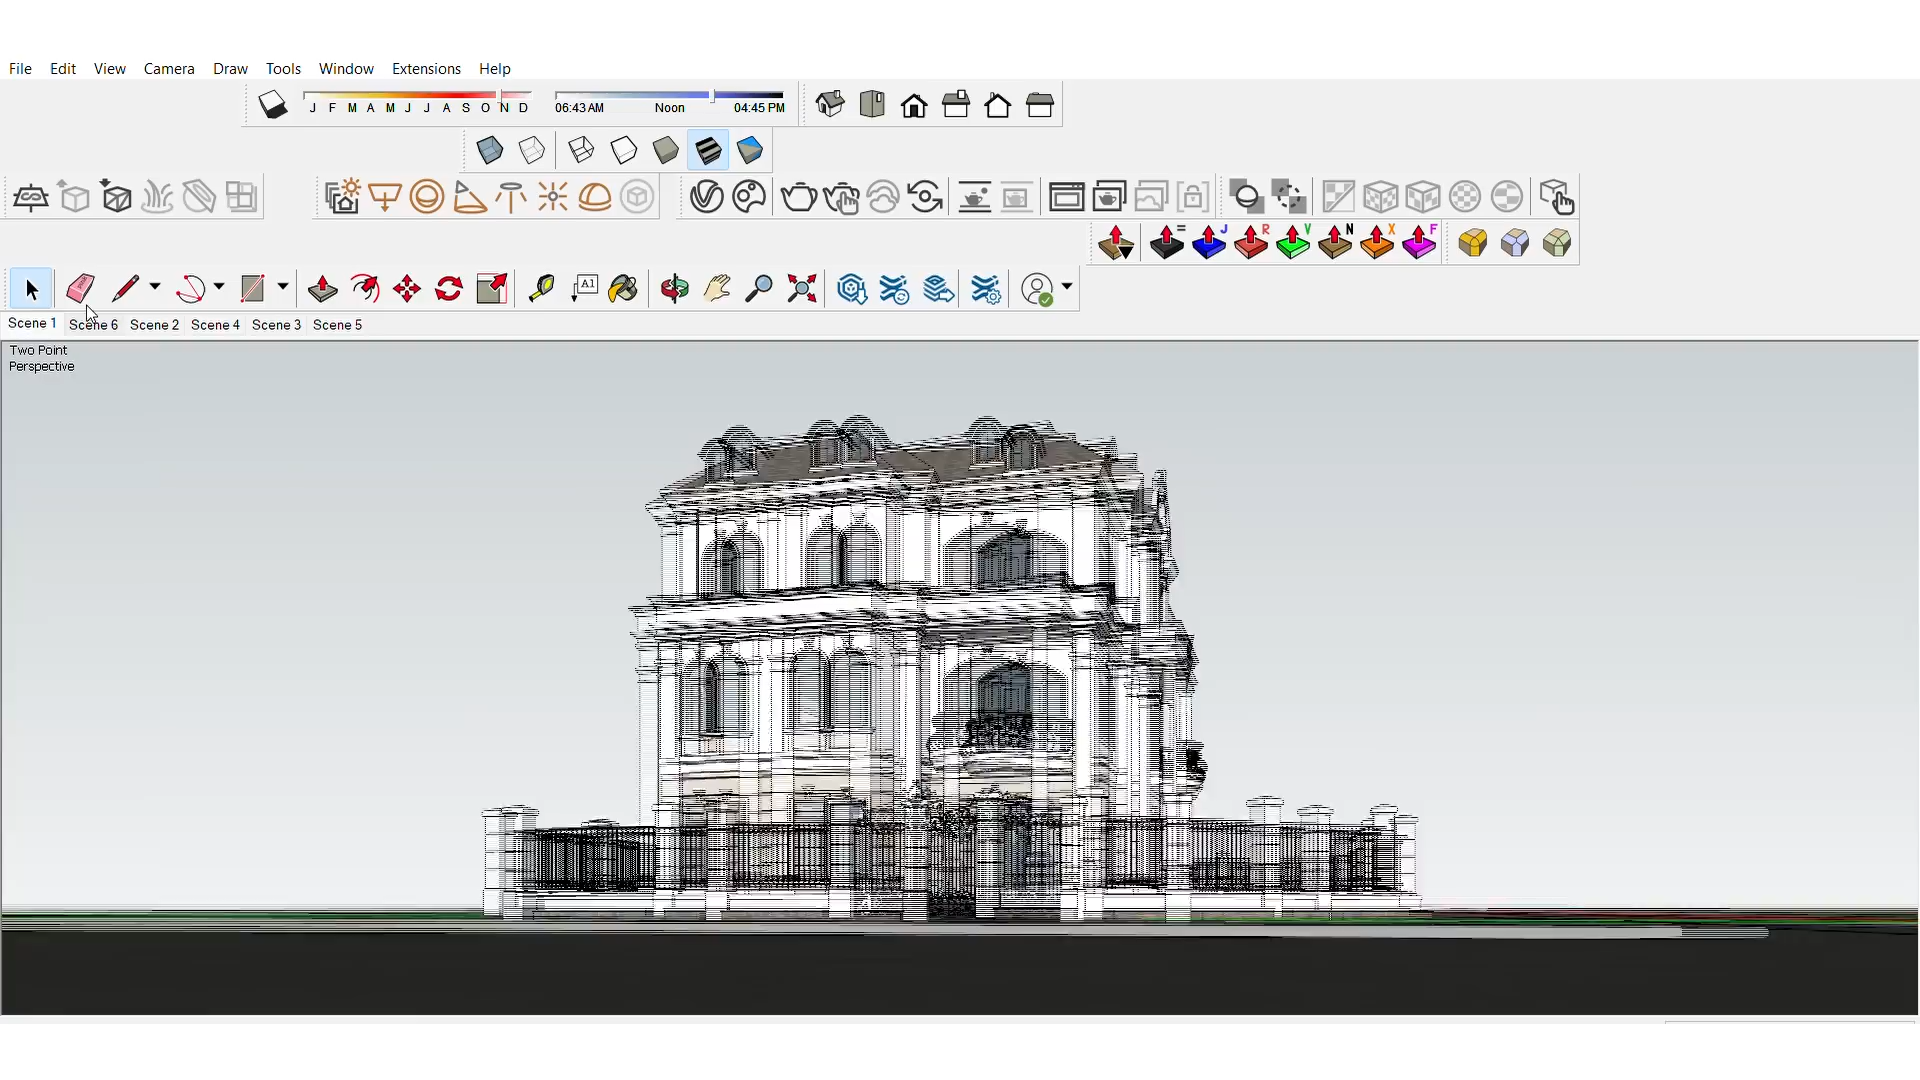 File Edit View Camera Draw Tools Window Extensions Help
J F M A M J J A S O N D 06:43 AM Noon 04:45 PM
= J R V N X F
A1
Scene 1 Scene 6 Scene 2 Scene 4 Scene 3 Scene 5
Two Point
Perspective